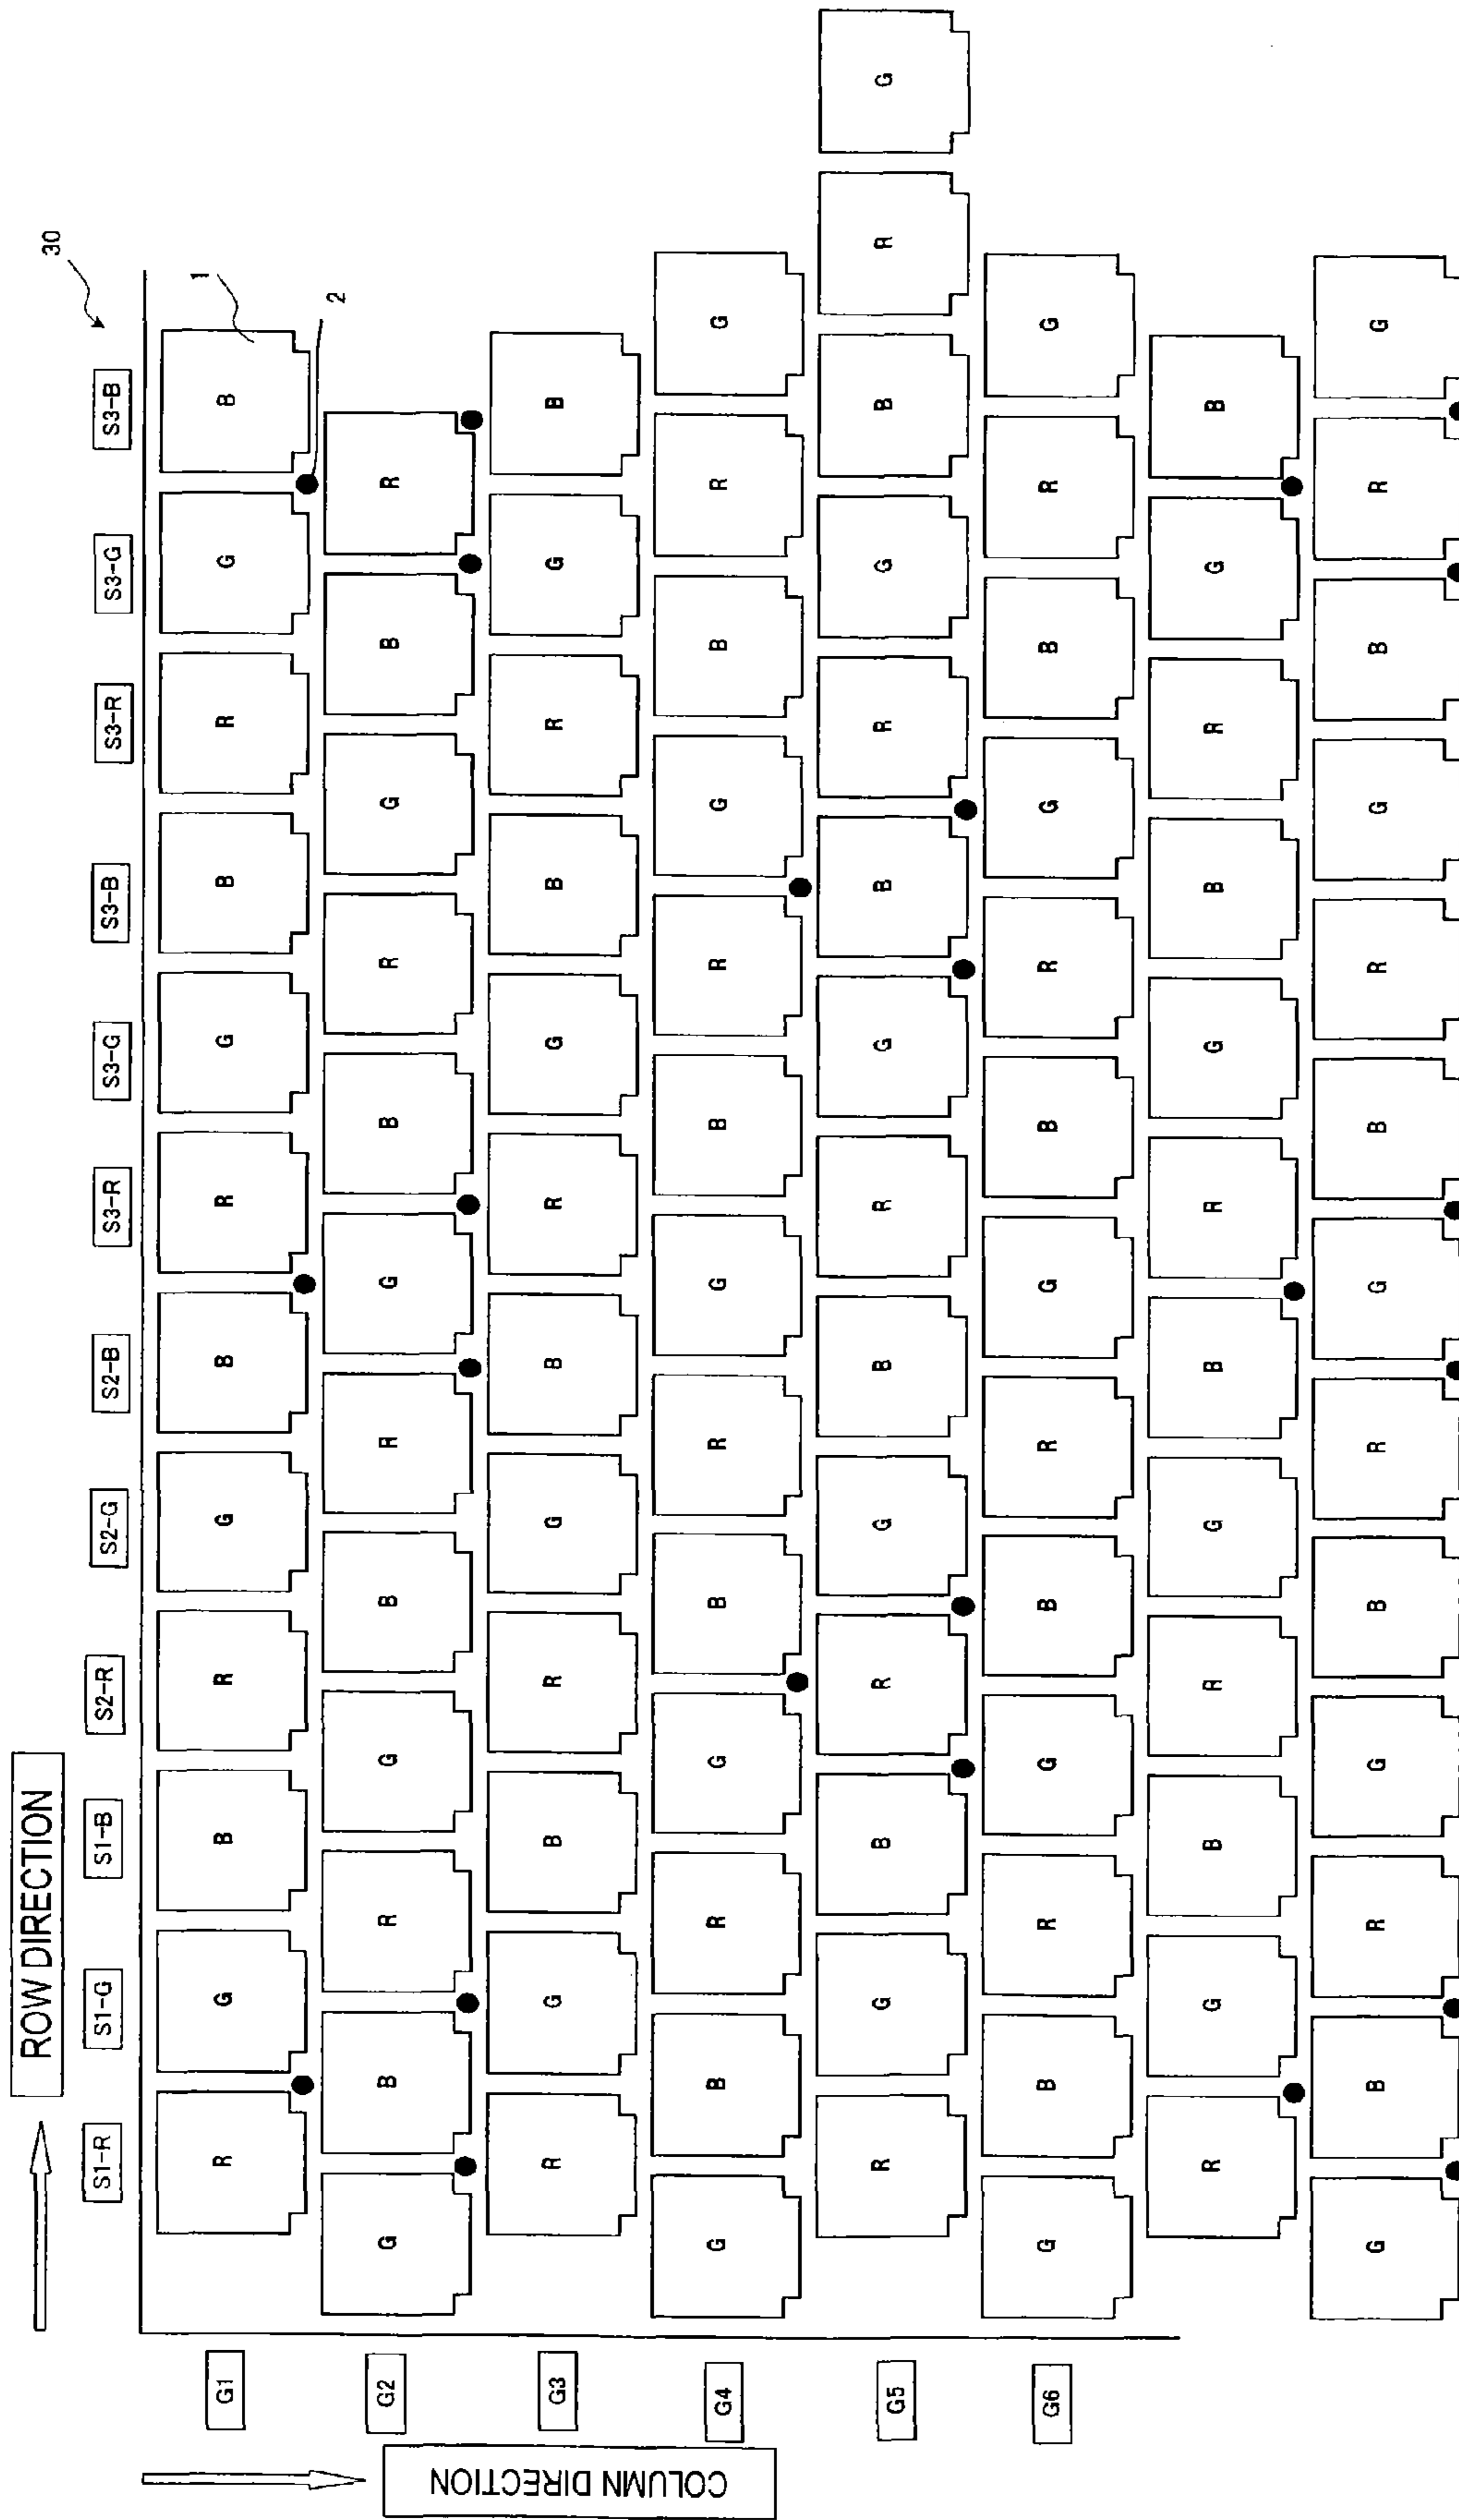 ROW DIRECTION
30
S1-R S1-G S1-B S2-R S2-G S2-B S3-R S3-G S3-B S3-R S3-G S3-B
G1 R G B R G B R G B R G B 1
2
G2 G B R G B R G B R G B R
G3 R G B R G B R G B R G B
G4 G B R G B R G B R G B R G
G5 R G B R G B R G B R G B R G
G6 G B R G B R G B R G B R G
R G B R G B R G B R G B
G B R G B R G B R G B R G
COLUMN DIRECTION